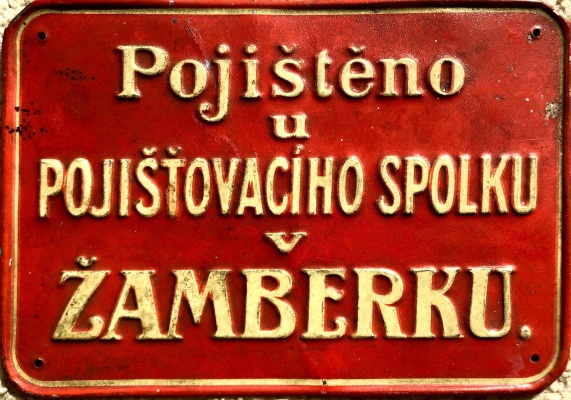 Pojištěno
u
POJIŠŤOVACÍHO SPOLKU
v
ŽAMBERKU.